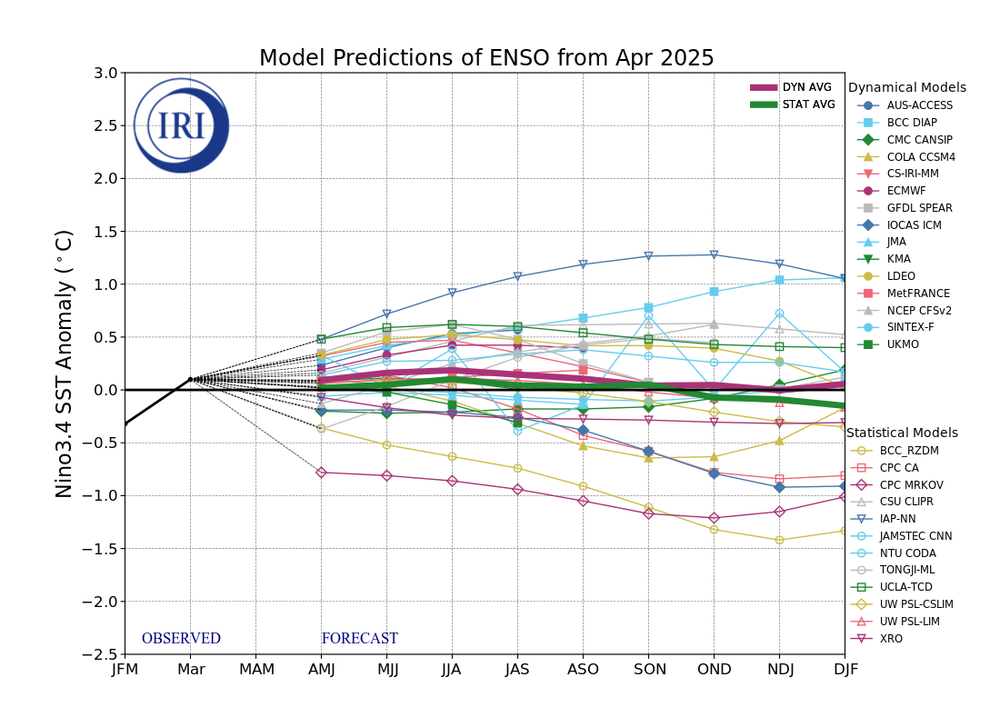 Model Predictions of ENSO from Apr 2025
Nino3.4 SST Anomaly (°C)
3.0
2.5
2.0
1.5
1.0
0.5
0.0
−0.5
−1.0
−1.5
−2.0
−2.5
IRI
DYN AVG
STAT AVG
OBSERVED
FORECAST
JFM
Mar
MAM
AMJ
MJJ
JJA
JAS
ASO
SON
OND
NDJ
DJF
Dynamical Models
AUS-ACCESS
BCC DIAP
CMC CANSIP
COLA CCSM4
CS-IRI-MM
ECMWF
GFDL SPEAR
IOCAS ICM
JMA
KMA
LDEO
MetFRANCE
NCEP CFSv2
SINTEX-F
UKMO
Statistical Models
BCC_RZDM
CPC CA
CPC MRKOV
CSU CLIPR
IAP-NN
JAMSTEC CNN
NTU CODA
TONGJI-ML
UCLA-TCD
UW PSL-CSLIM
UW PSL-LIM
XRO